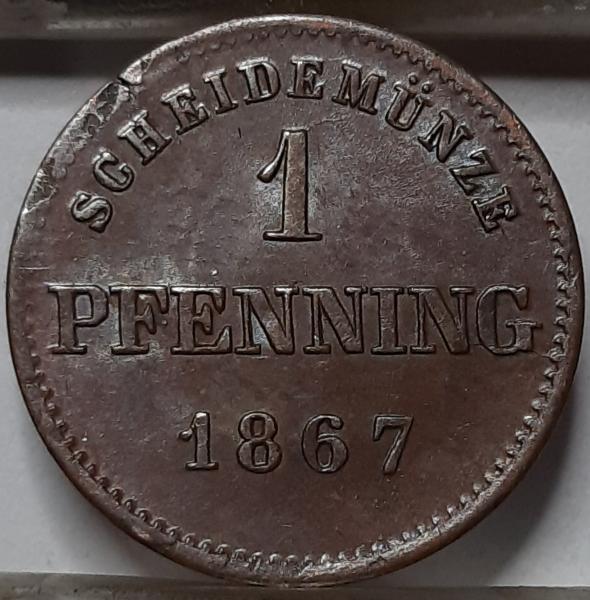 SCHEIDEMÜNZE
1
PFENNING
1867